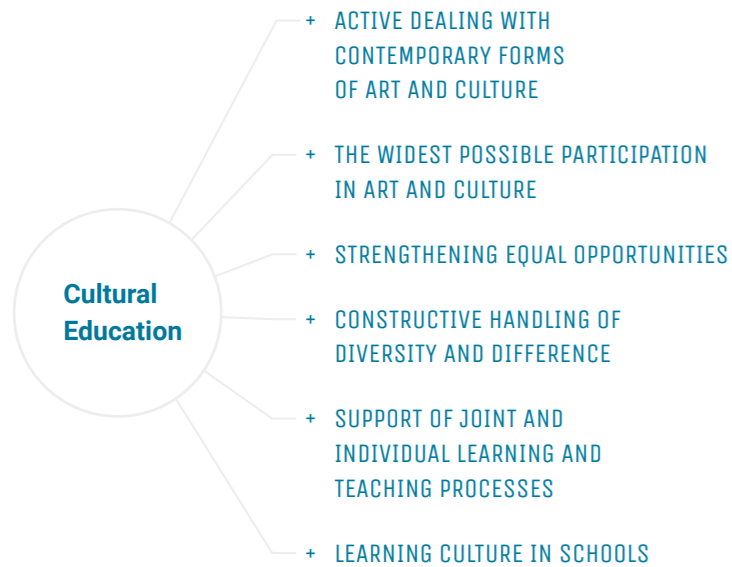 Cultural
Education
+ ACTIVE DEALING WITH
CONTEMPORARY FORMS
OF ART AND CULTURE
+ THE WIDEST POSSIBLE PARTICIPATION
IN ART AND CULTURE
+ STRENGTHENING EQUAL OPPORTUNITIES
+ CONSTRUCTIVE HANDLING OF
DIVERSITY AND DIFFERENCE
+ SUPPORT OF JOINT AND
INDIVIDUAL LEARNING AND
TEACHING PROCESSES
+ LEARNING CULTURE IN SCHOOLS